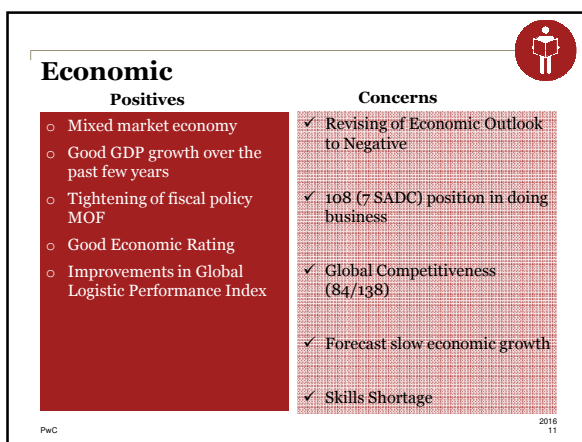 Economic
Positives
o Mixed market economy
o Good GDP growth over the
past few years
o Tightening of fiscal policy
MOF
o Good Economic Rating
o Improvements in Global
Logistic Performance Index
Concerns
✓ Revising of Economic Outlook
to Negative
✓ 108 (7 SADC) position in doing
business
✓ Global Competitiveness
(84/138)
✓ Forecast slow economic growth
✓ Skills Shortage
PwC
2016
11